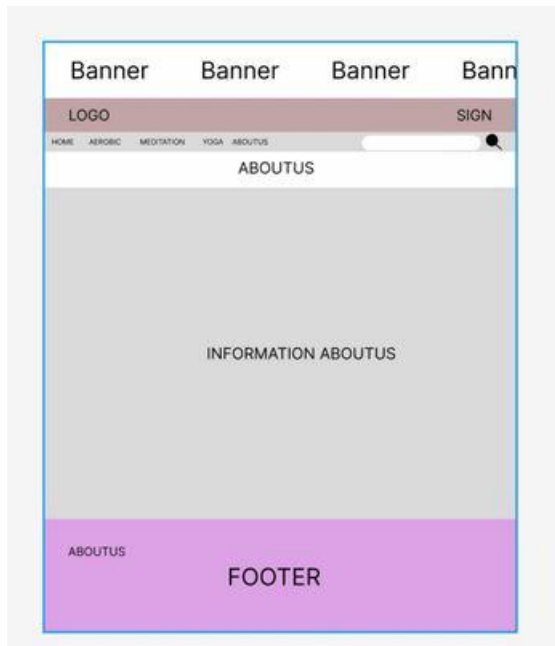 Banner Banner Banner Bann
LOGO SIGN
HOME AEROBIC MEDITATION YOGA ABOUTUS
ABOUTUS
INFORMATION ABOUTUS
ABOUTUS
FOOTER